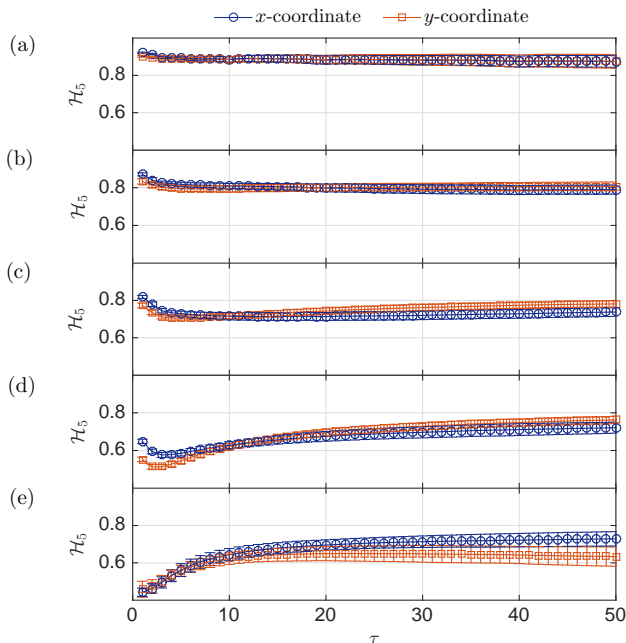 x-coordinate y-coordinate
(a)
0.8
0.6
ℋ₅
(b)
0.8
0.6
ℋ₅
(c)
0.8
0.6
ℋ₅
(d)
0.8
0.6
ℋ₅
(e)
0.8
0.6
ℋ₅
0 10 20 30 40 50
τ